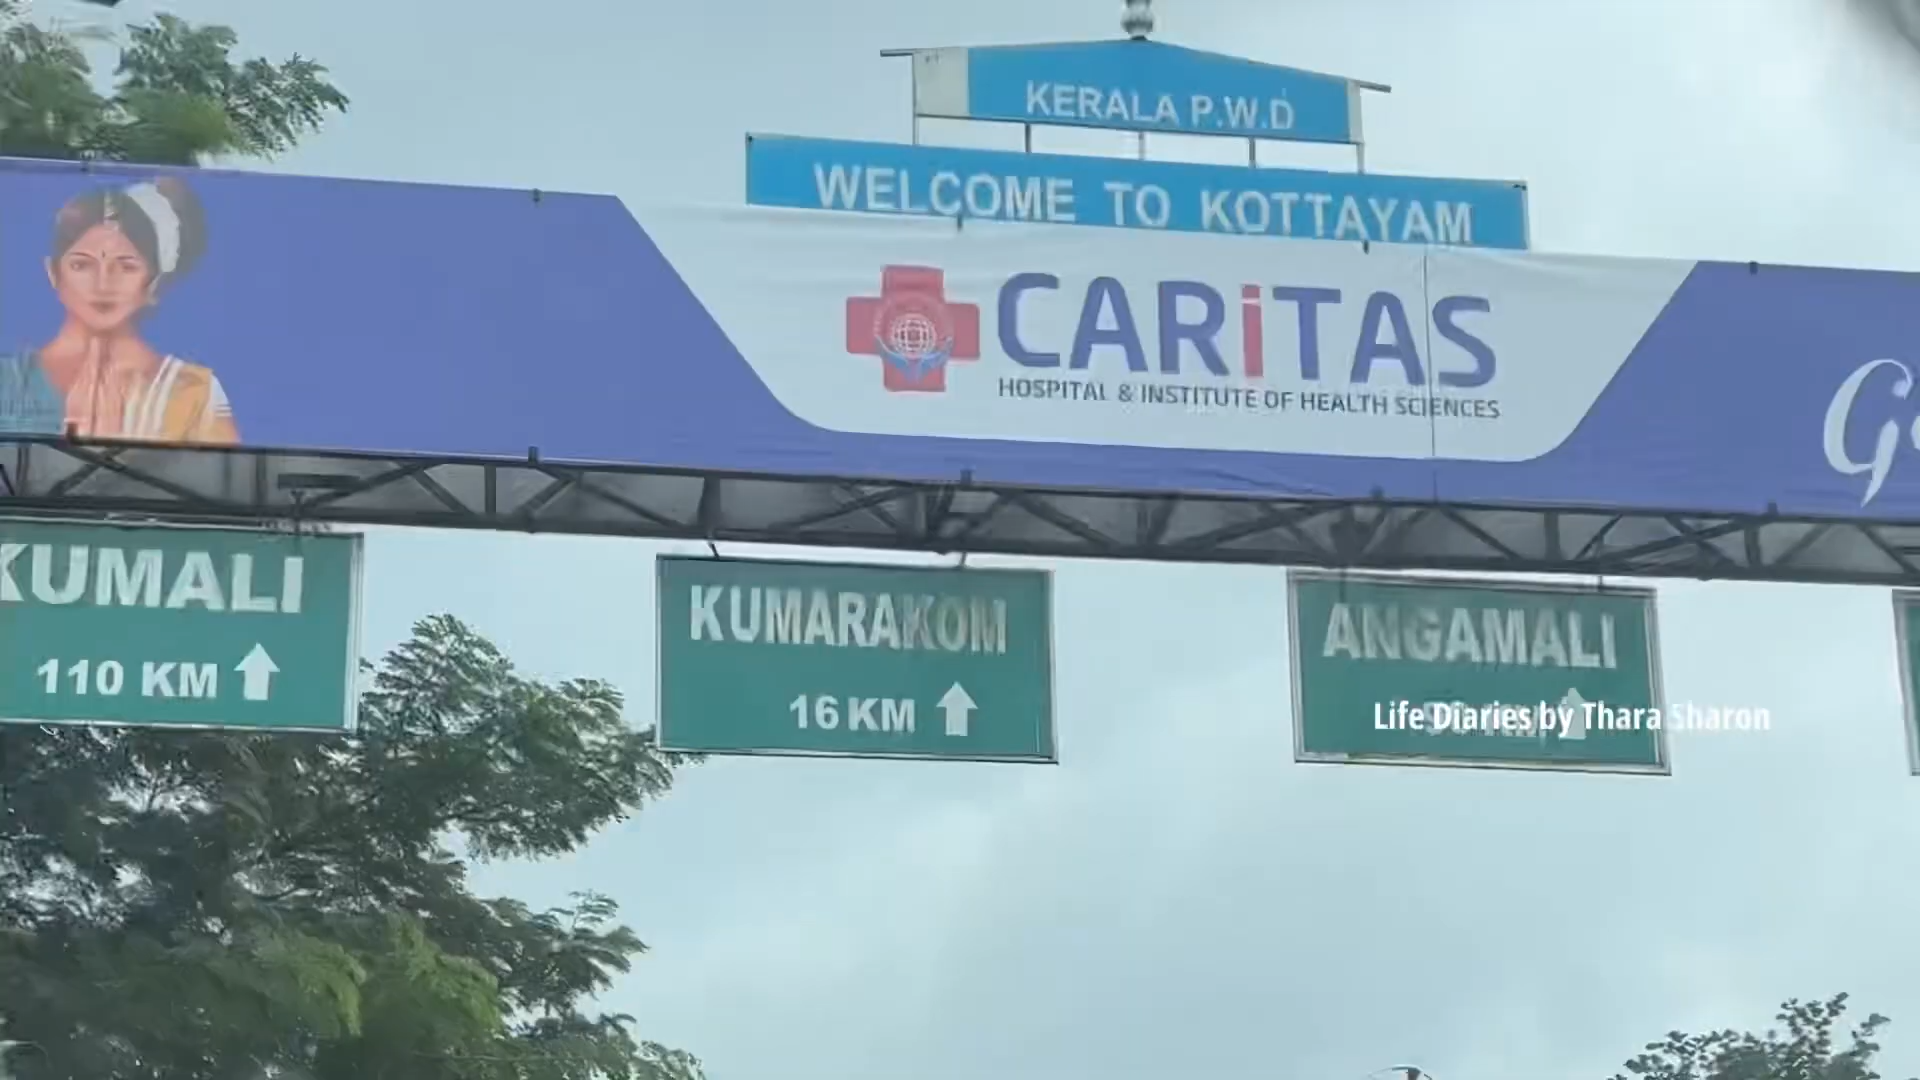 KERALA P.W.D
WELCOME TO KOTTAYAM
CARiTAS
HOSPITAL & INSTITUTE OF HEALTH SCIENCES
KUMALI
110 KM
KUMARAKOM
16 KM
ANGAMALI
Life Diaries by Thara Sharon